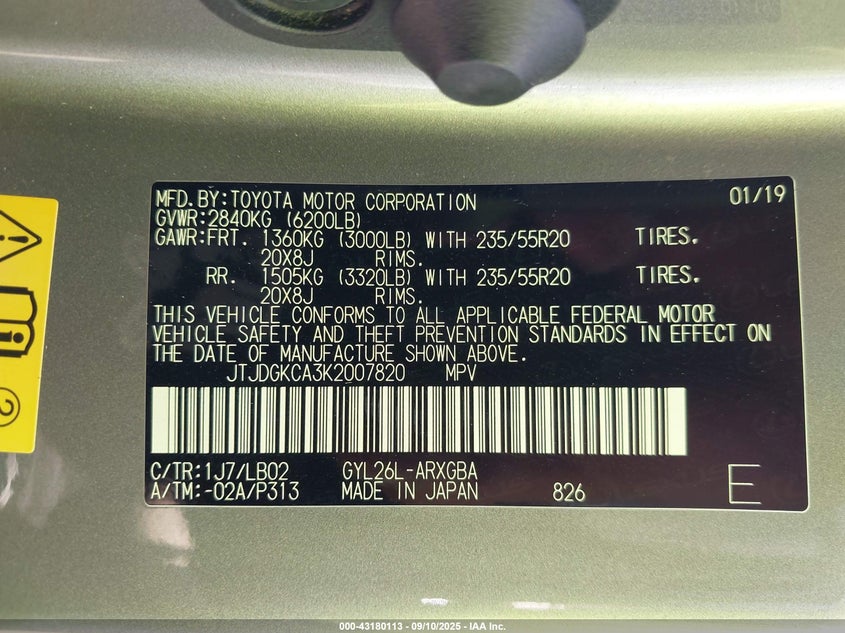 MFD.BY:TOYOTA MOTOR CORPORATION 01/19
GVWR:2840KG (6200LB)
GAWR:FRT. 1360KG (3000LB) WITH 235/55R20 TIRES.
20X8J RIMS.
RR. 1505KG (3320LB) WITH 235/55R20 TIRES.
20X8J RIMS.
THIS VEHICLE CONFORMS TO ALL APPLICABLE FEDERAL MOTOR
VEHICLE SAFETY AND THEFT PREVENTION STANDARDS IN EFFECT ON
THE DATE OF MANUFACTURE SHOWN ABOVE.
JTJDGKCA3K2007820 MPV
C/TR:1J7/LB02 GYL26L-ARXGBA
A/TM:-02A/P313 MADE IN JAPAN 826 E
2
000-43180113 - 09/10/2025 - IAA Inc.